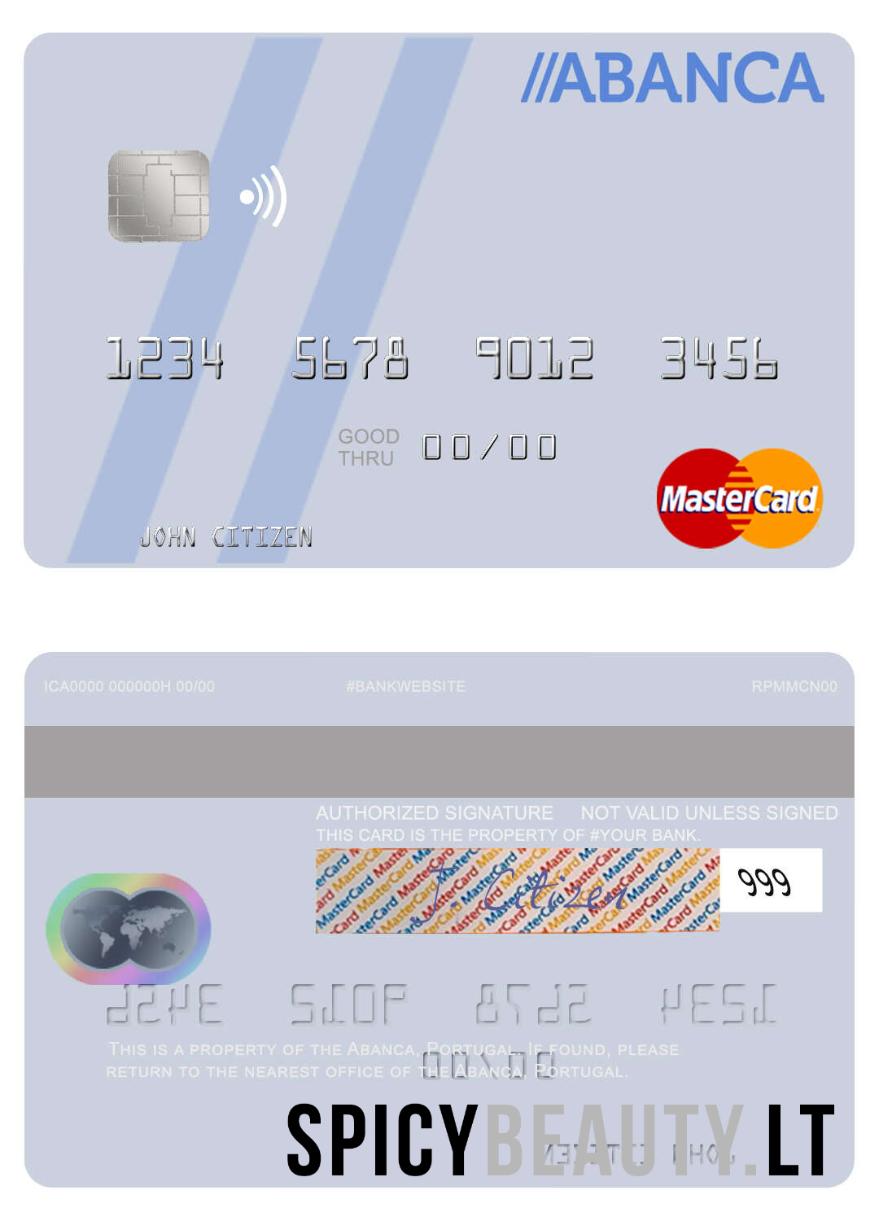 //ABANCA
1234 5678 9012 3456
GOOD
THRU 00/00
MasterCard
JOHN CITIZEN
ICA0000 000000H 00/00 #BANKWEBSITE RPMMCN00
AUTHORIZED SIGNATURE NOT VALID UNLESS SIGNED
THIS CARD IS THE PROPERTY OF #YOUR BANK.
J. Citizen 999
THIS IS A PROPERTY OF THE ABANCA, PORTUGAL. IF FOUND, PLEASE
RETURN TO THE NEAREST OFFICE OF THE ABANCA, PORTUGAL.
SPICYBEAUTY.LT